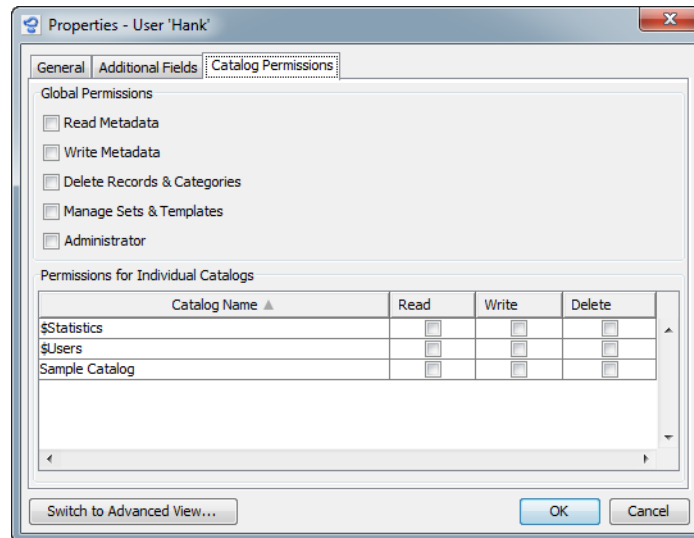 Properties - User 'Hank'
General Additional Fields Catalog Permissions
Global Permissions
Read Metadata
Write Metadata
Delete Records & Categories
Manage Sets & Templates
Administrator
Permissions for Individual Catalogs
Catalog Name Read Write Delete
$Statistics
$Users
Sample Catalog
Switch to Advanced View... OK Cancel